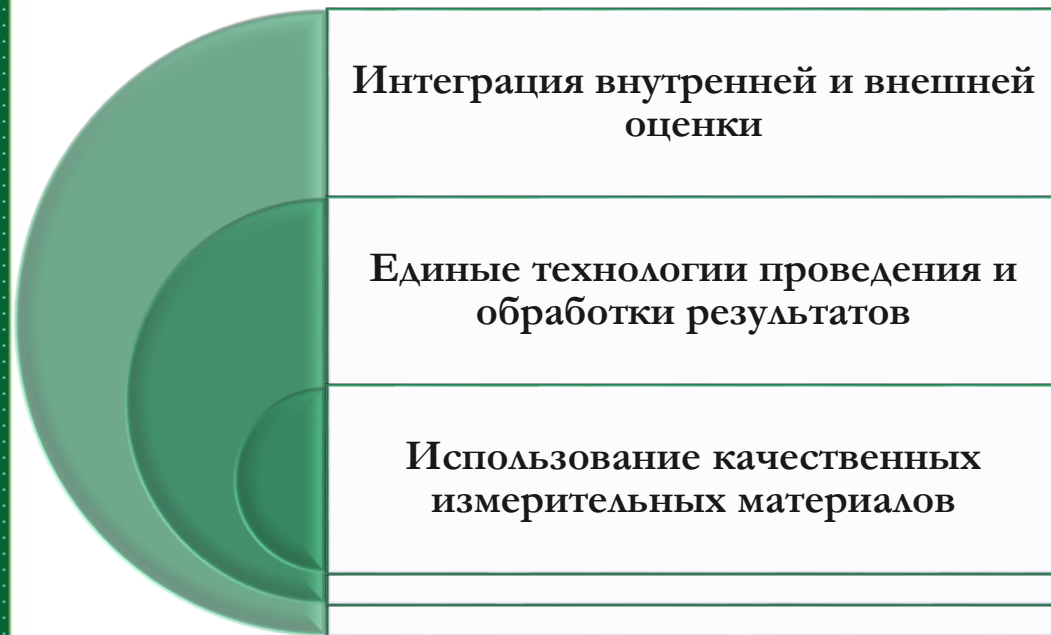 Интеграция внутренней и внешней
оценки
Единые технологии проведения и
обработки результатов
Использование качественных
измерительных материалов